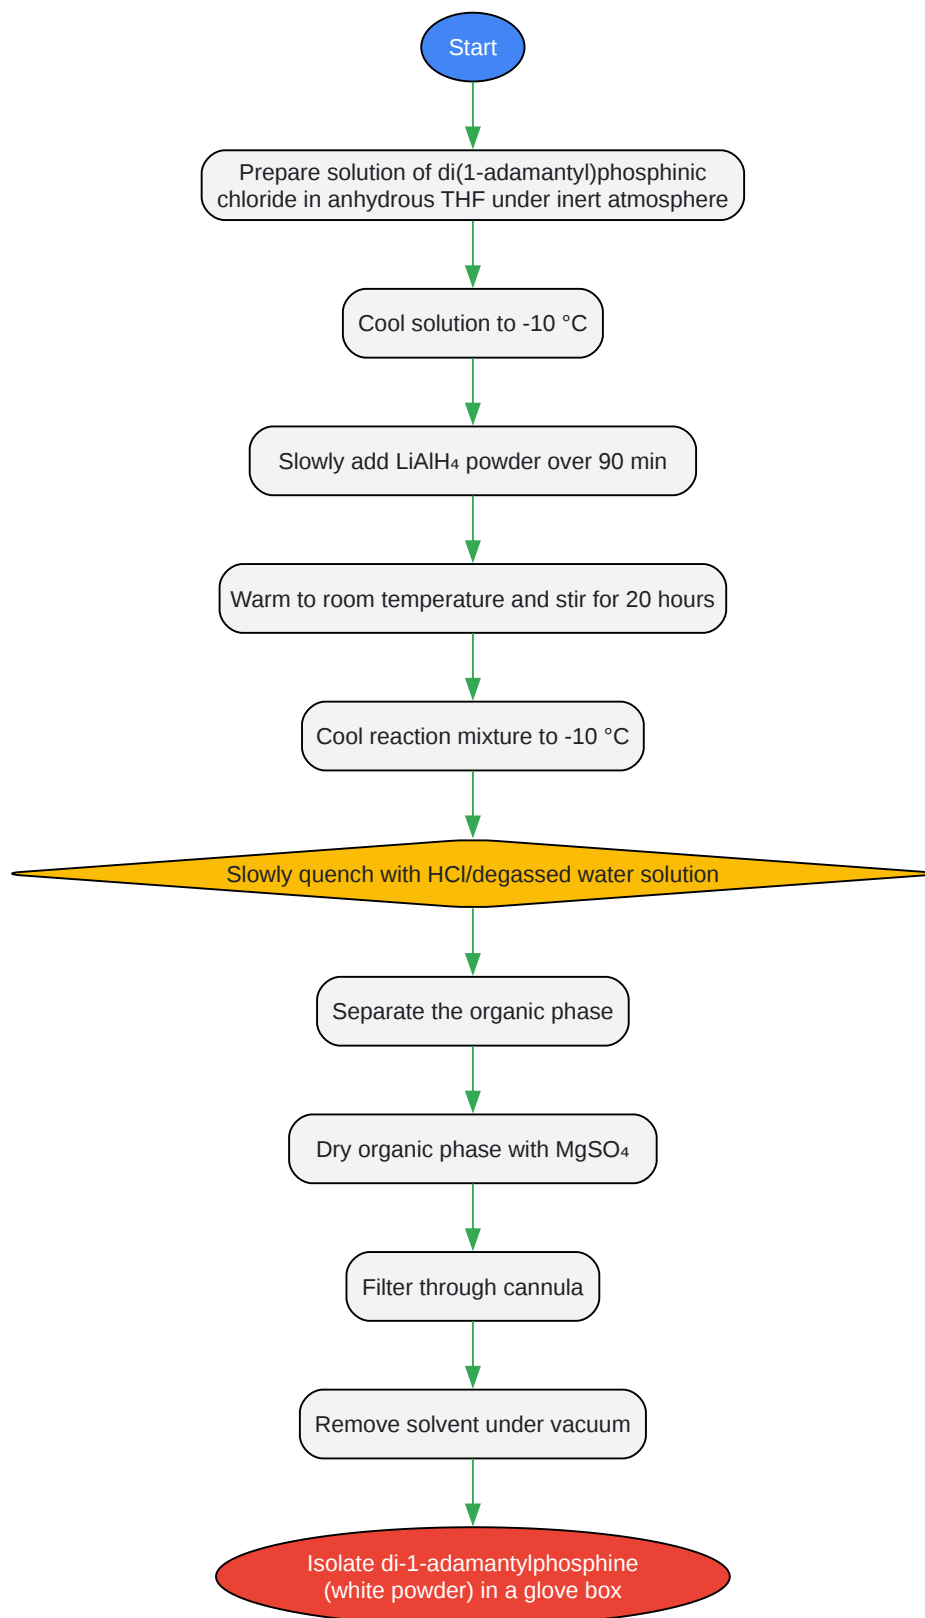 Start
Prepare solution of di(1-adamantyl)phosphinic
chloride in anhydrous THF under inert atmosphere
Cool solution to -10 °C
Slowly add LiAlH₄ powder over 90 min
Warm to room temperature and stir for 20 hours
Cool reaction mixture to -10 °C
Slowly quench with HCl/degassed water solution
Separate the organic phase
Dry organic phase with MgSO₄
Filter through cannula
Remove solvent under vacuum
Isolate di-1-adamantylphosphine
(white powder) in a glove box